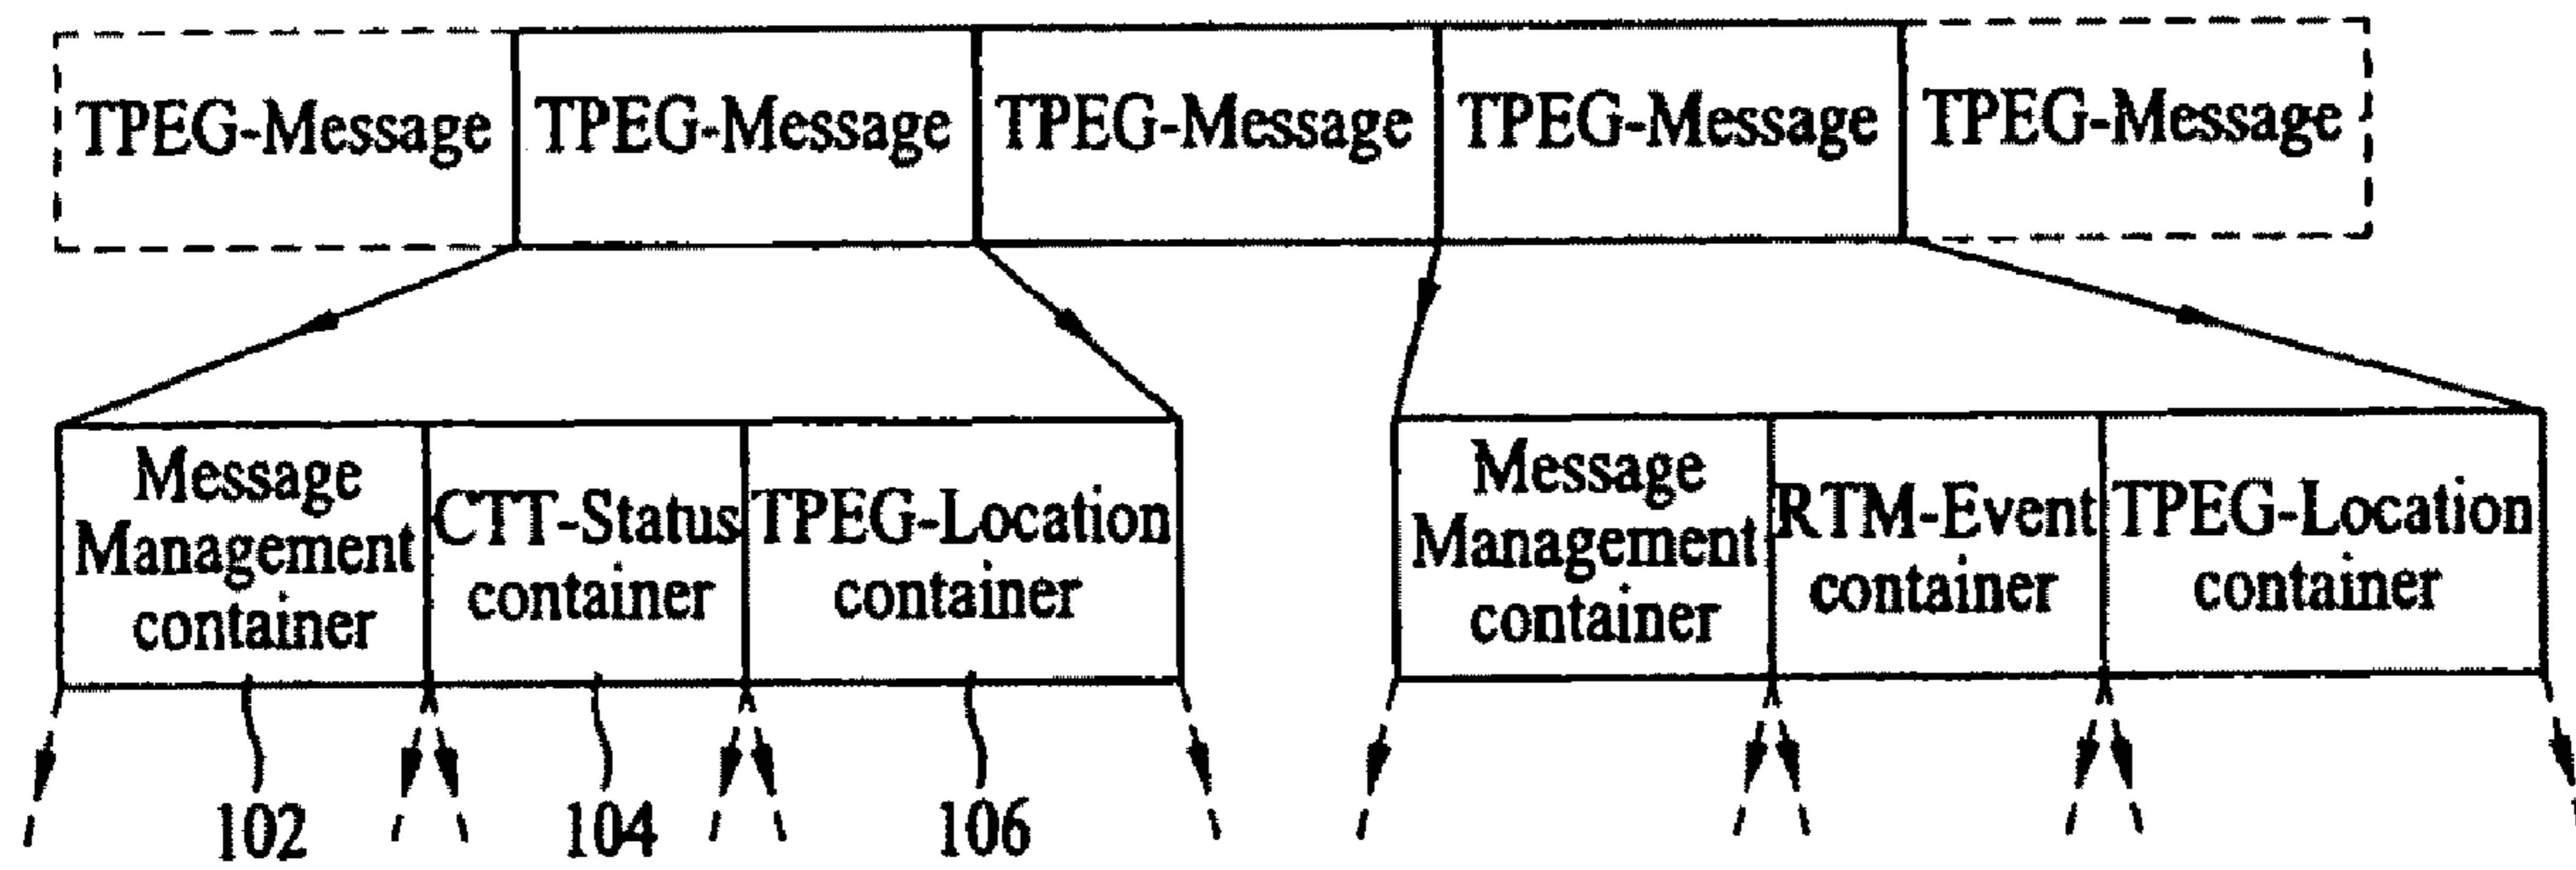 TPEG-Message TPEG-Message TPEG-Message TPEG-Message TPEG-Message
Message
Management
container
CTT-Status
container
TPEG-Location
container
Message
Management
container
RTM-Event
container
TPEG-Location
container
102 104 106